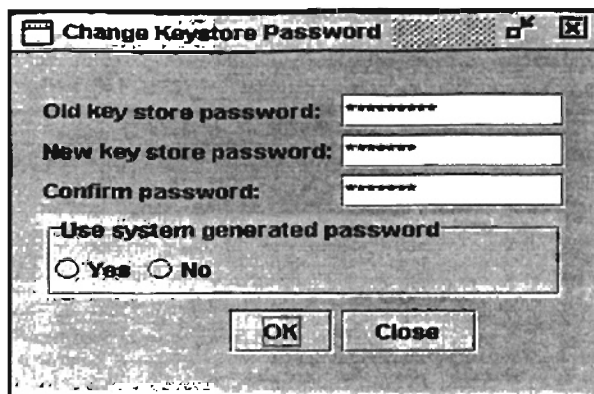 Change Keystore Password
Old key store password: *********
New key store password: *******
Confirm password: *******
Use system generated password
Yes No
OK Close